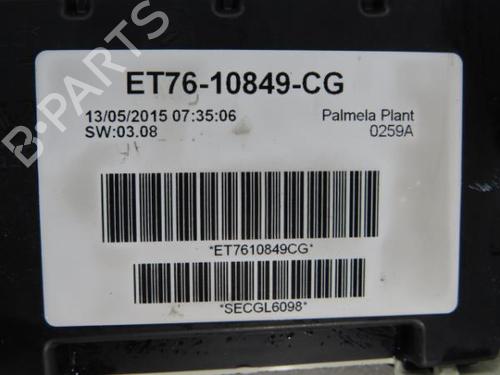 ET76-10849-CG
13/05/2015 07:35:06 Palmela Plant
SW:03.08 0259A
*ET7610849CG*
*SECGL6098*
B-PARTS